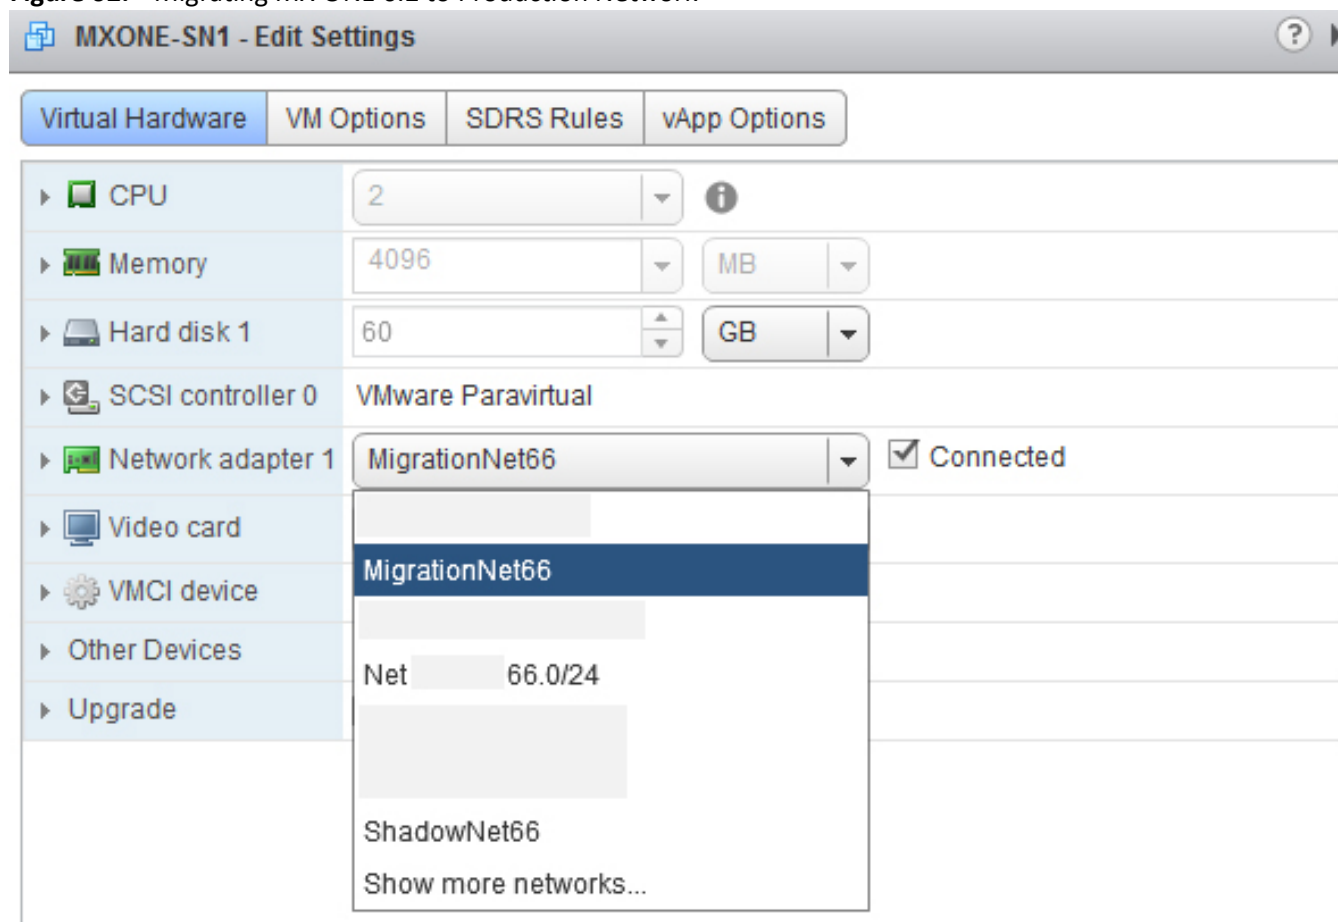 MXONE-SN1 - Edit Settings
Virtual Hardware VM Options SDRS Rules vApp Options
CPU 2
Memory 4096 MB
Hard disk 1 60 GB
SCSI controller 0 VMware Paravirtual
Network adapter 1 MigrationNet66 Connected
Video card
MigrationNet66
VMCI device
Other Devices
Net 66.0/24
Upgrade
ShadowNet66
Show more networks...